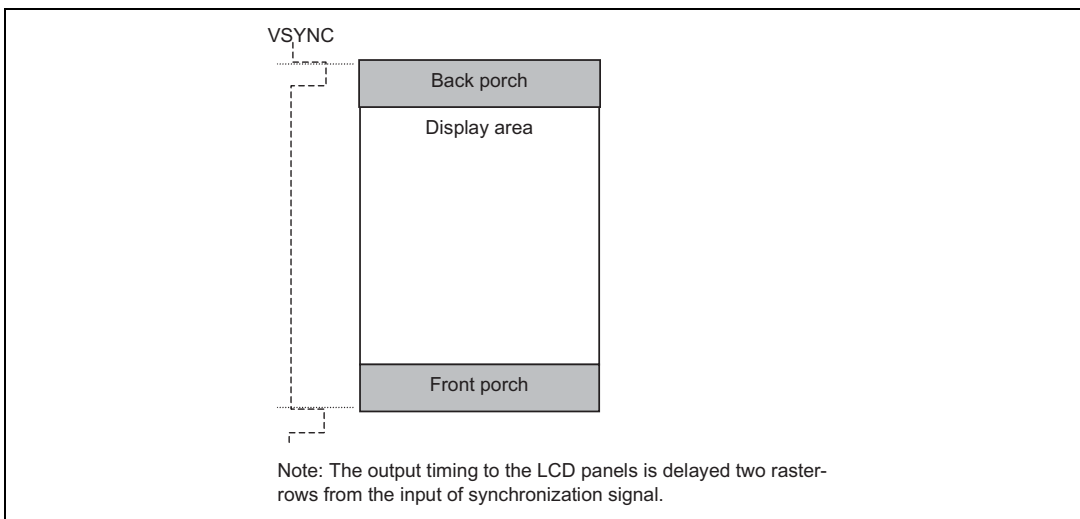 VSYNC
Back porch
Display area
Front porch
Note: The output timing to the LCD panels is delayed two raster-
rows from the input of synchronization signal.